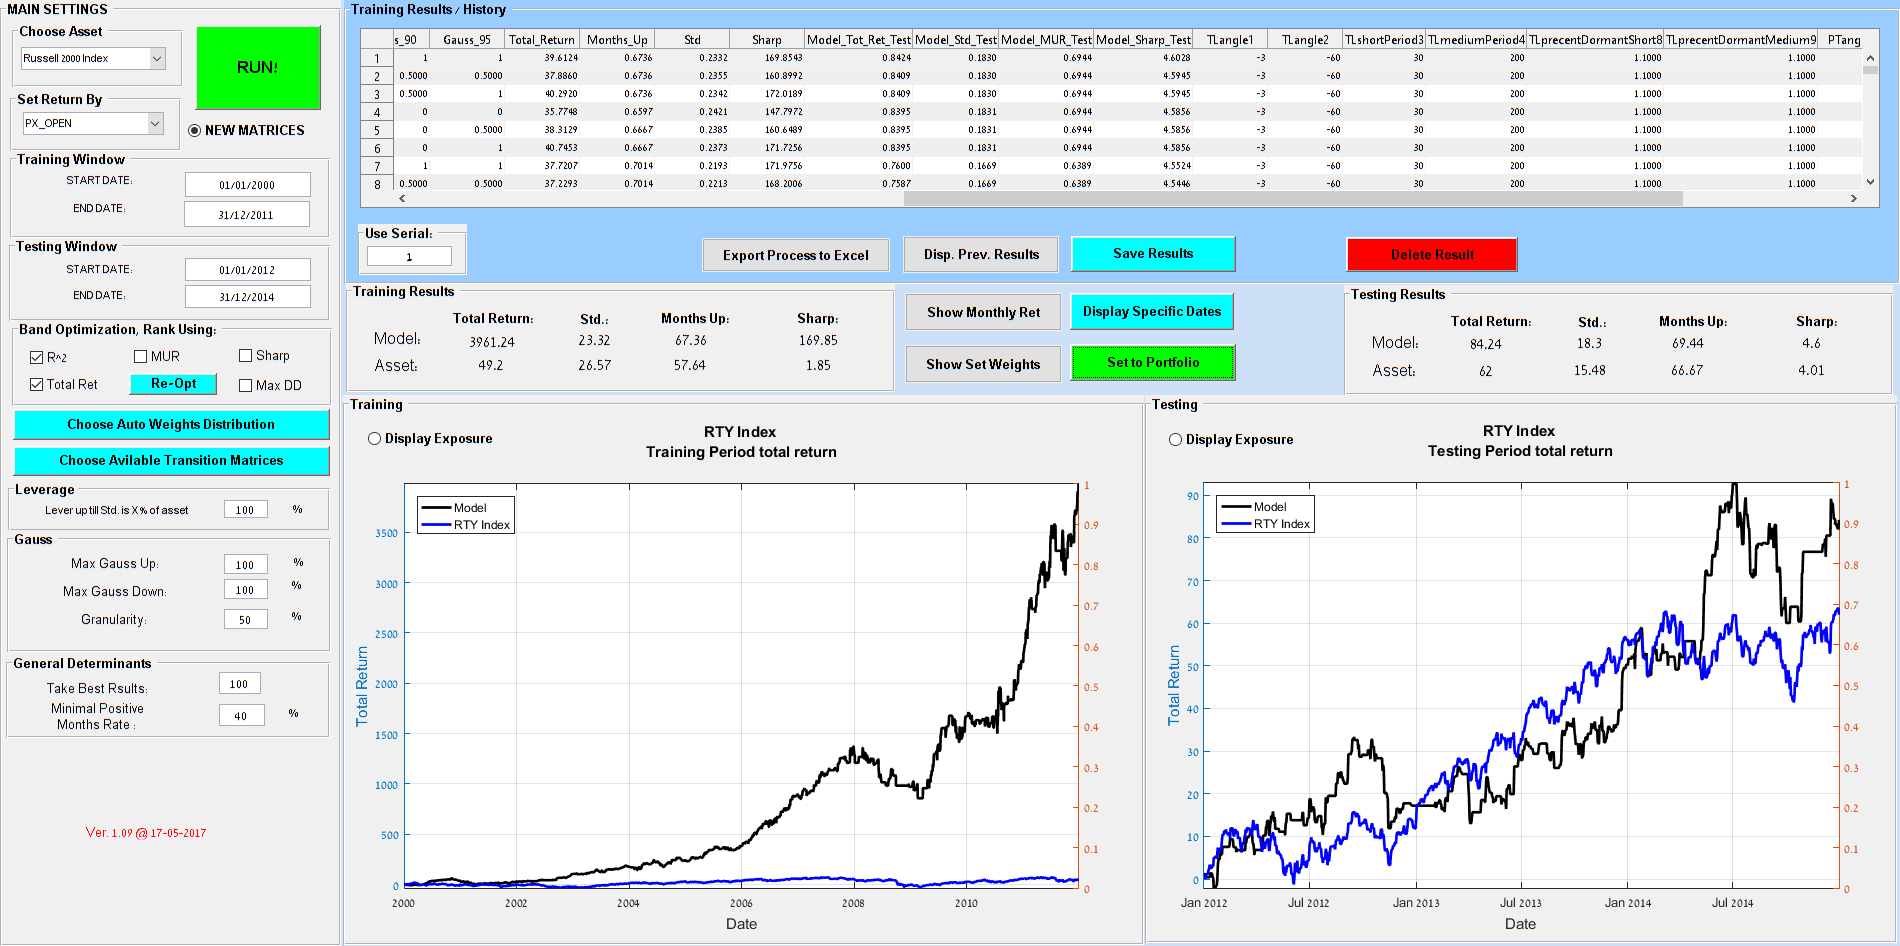 MAIN SETTINGS
Choose Asset
Russell 2000 Index
RUN!
Set Return By
PX_OPEN
NEW MATRICES
Training Window
START DATE:
01/01/2000
END DATE:
31/12/2011
Testing Window
START DATE:
01/01/2012
END DATE:
31/12/2014
Band Optimization, Rank Using:
R^2
MUR
Sharp
Total Ret
Re-Opt
Max DD
Choose Auto Weights Distribution
Choose Avilable Transition Matrices
Leverage
Lever up till Std. is X % of asset
100
%
Gauss
Max Gauss Up:
100
%
Max Gauss Down:
100
%
Granularity:
50
%
General Determinants
Take Best Rsults:
100
Minimal Positive
Months Rate :
40
%
Ver. 1.09 @ 17-05-2017
Training Results / History
s_90 Gauss_95 Total_Return Months_Up Std Sharp Model_Tot_Ret_Test Model_Std_Test Model_MUR_Test Model_Sharp_Test TLangle1 TLangle2 TLshortPeriod3 TLmediumPeriod4 TLprecentDormantShort8 TLprecentDormantMedium9 PTang
1 1 1 39.6124 0.6736 0.2332 169.8543 0.8424 0.1830 0.6944 4.6028 -3 -60 30 200 1.1000 1.1000
2 0.5000 0.5000 37.8860 0.6736 0.2355 160.8992 0.8409 0.1830 0.6944 4.5945 -3 -60 30 200 1.1000 1.1000
3 0.5000 1 40.2920 0.6736 0.2342 172.0189 0.8409 0.1830 0.6944 4.5945 -3 -60 30 200 1.1000 1.1000
4 0 0 35.7748 0.6597 0.2421 147.7972 0.8395 0.1831 0.6944 4.5856 -3 -60 30 200 1.1000 1.1000
5 0 0.5000 38.3129 0.6667 0.2385 160.6489 0.8395 0.1831 0.6944 4.5856 -3 -60 30 200 1.1000 1.1000
6 0 1 40.7453 0.6667 0.2373 171.7256 0.8395 0.1831 0.6944 4.5856 -3 -60 30 200 1.1000 1.1000
7 1 1 37.7207 0.7014 0.2193 171.9756 0.7600 0.1669 0.6389 4.5524 -3 -60 30 200 1.1000 1.1000
8 0.5000 0.5000 37.2293 0.7014 0.2213 168.2006 0.7587 0.1669 0.6389 4.5446 -3 -60 30 200 1.1000 1.1000
Use Serial:
1
Export Process to Excel
Disp. Prev. Results
Save Results
Delete Result
Training Results
Total Return: Std.: Months Up: Sharp:
Model: 3961.24 23.32 67.36 169.85
Asset: 49.2 26.57 57.64 1.85
Show Monthly Ret
Display Specific Dates
Show Set Weights
Set to Portfolio
Testing Results
Total Return: Std.: Months Up: Sharp:
Model: 84.24 18.3 69.44 4.6
Asset: 62 15.48 66.67 4.01
Training
Display Exposure
RTY Index
Training Period total return
Model
RTY Index
Total Return
3500
3000
2500
2000
1500
1000
500
0
1
0.9
0.8
0.7
0.6
0.5
0.4
0.3
0.2
0.1
0
2000 2002 2004 2006 2008 2010
Date
Testing
Display Exposure
RTY Index
Testing Period total return
Model
RTY Index
Total Return
90
80
70
60
50
40
30
20
10
0
1
0.9
0.8
0.7
0.6
0.5
0.4
0.3
0.2
0.1
0
Jan 2012 Jul 2012 Jan 2013 Jul 2013 Jan 2014 Jul 2014
Date